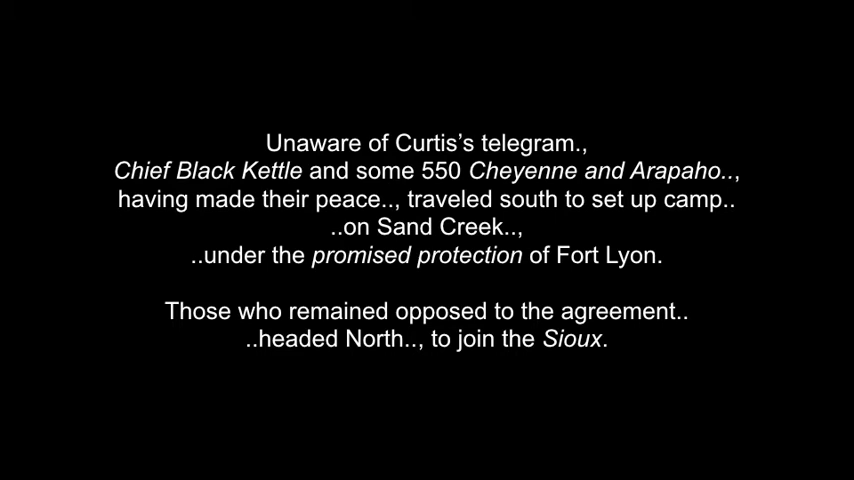 Unaware of Curtis’s telegram.,
Chief Black Kettle and some 550 Cheyenne and Arapaho..,
having made their peace.., traveled south to set up camp..
..on Sand Creek..,
..under the promised protection of Fort Lyon.
Those who remained opposed to the agreement..
..headed North.., to join the Sioux.